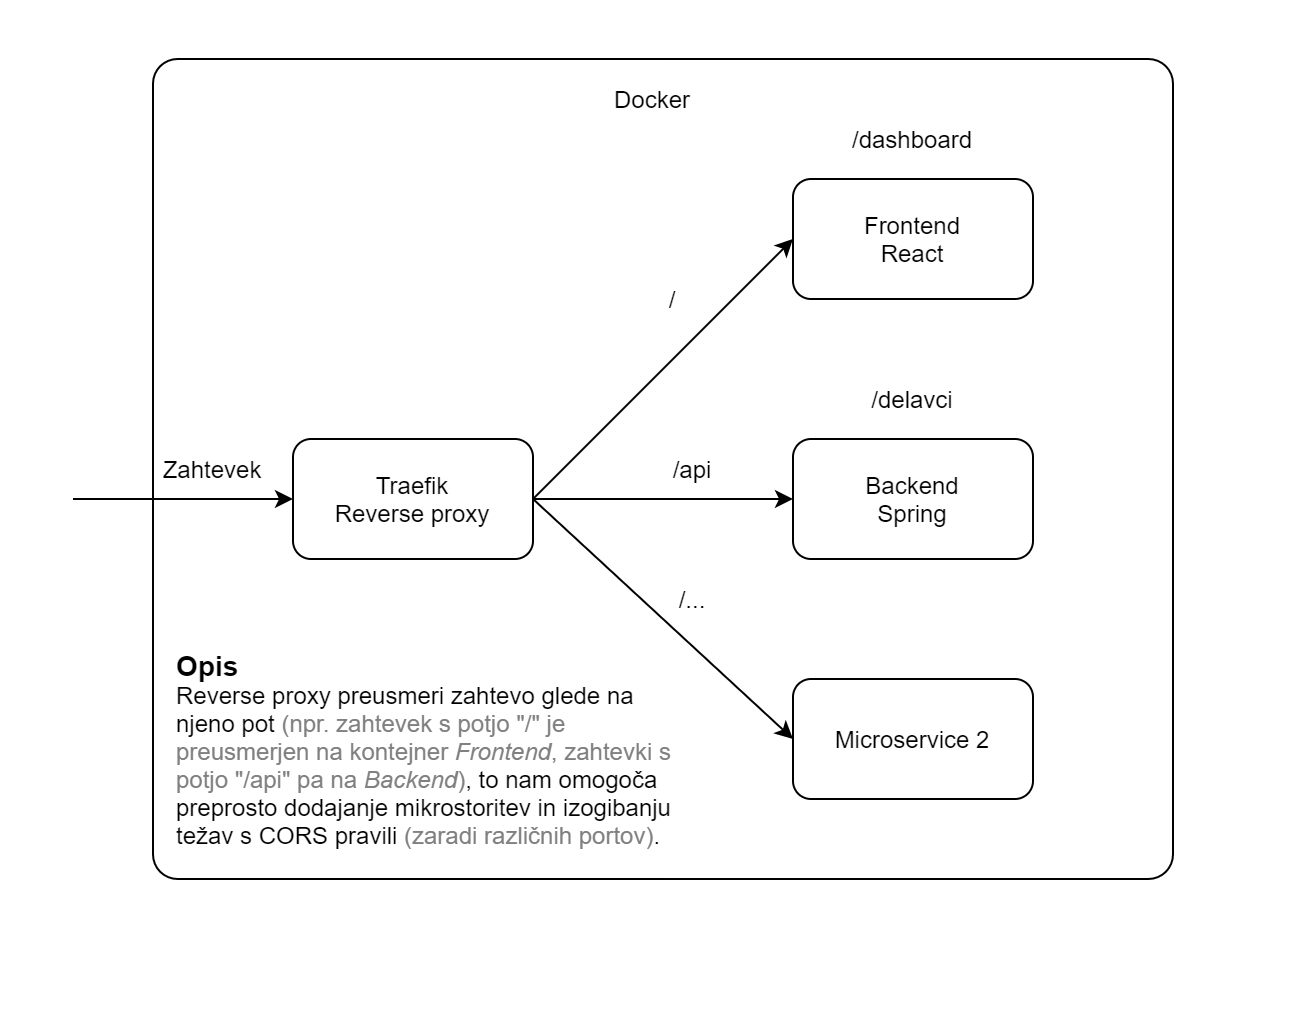 Docker
/dashboard
Frontend
React
/
/delavci
Zahtevek
/api
Traefik
Reverse proxy
Backend
Spring
/...
Opis
Reverse proxy preusmeri zahtevo glede na
njeno pot (npr. zahtevek s potjo "/" je
preusmerjen na kontejner Frontend, zahtevki s
potjo "/api" pa na Backend), to nam omogoča
preprosto dodajanje mikrostoritev in izogibanju
težav s CORS pravili (zaradi različnih portov).
Microservice 2